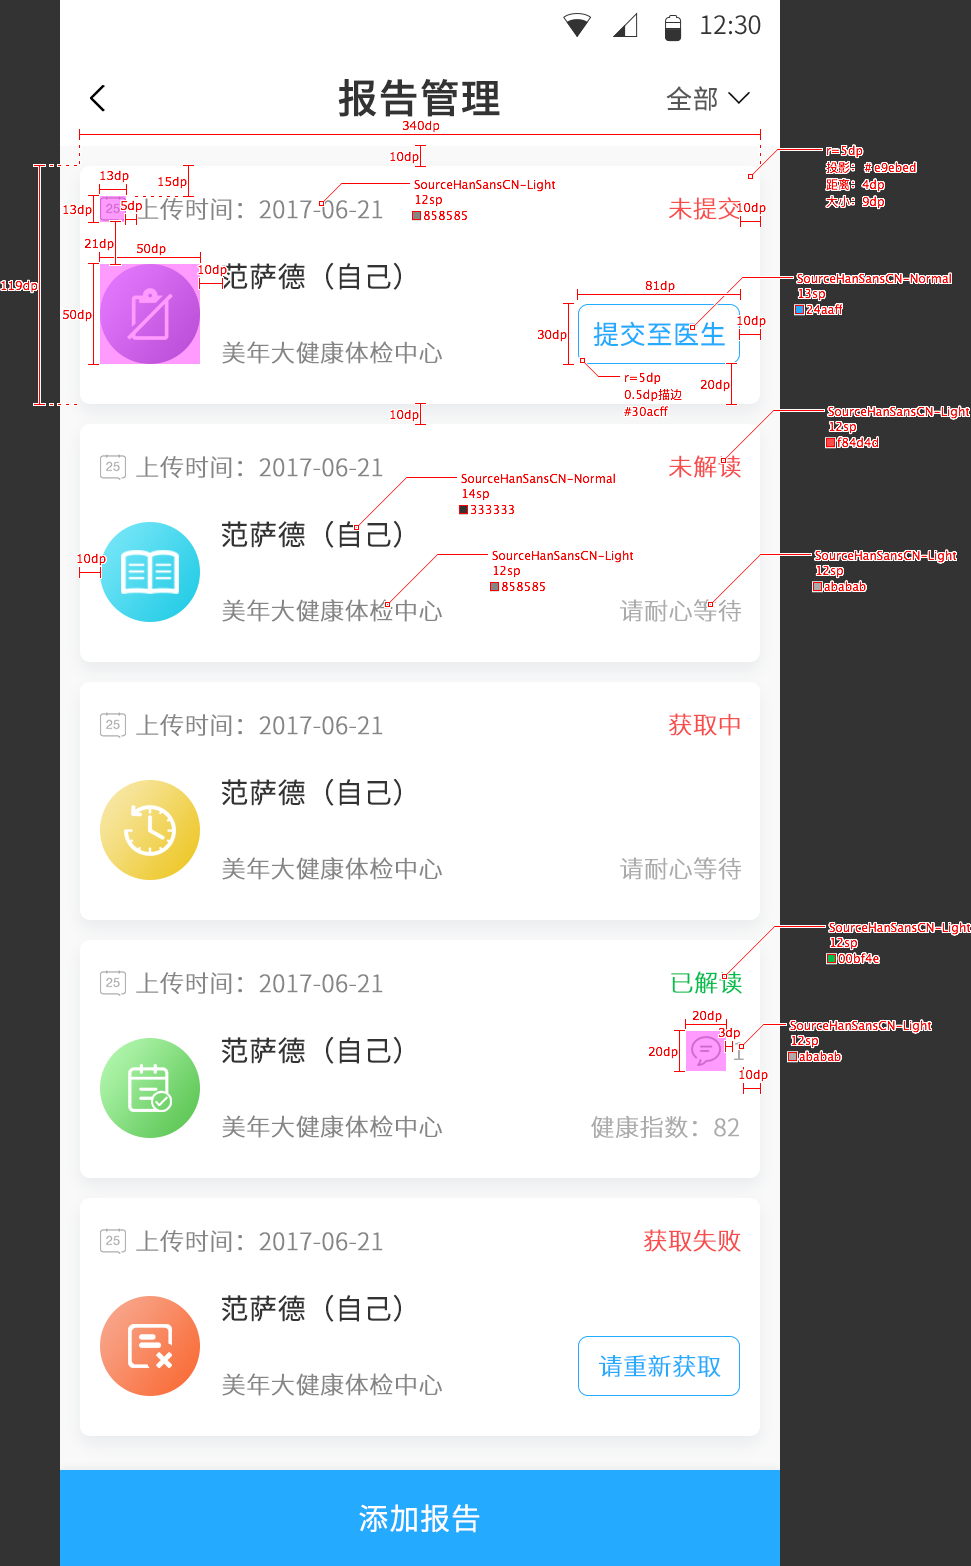 12:30
报告管理
全部
340dp
10dp
r=5dp
投影：#e9ebed
距离：4dp
大小：9dp
13dp
15dp
SourceHanSansCN-Light
12sp
858585
13dp
25
5dp
上传时间：2017-06-21
未提交
10dp
21dp
50dp
10dp
119dp
50dp
范萨德（自己）
SourceHanSansCN-Normal
13sp
24aaff
81dp
30dp
提交至医生
10dp
美年大健康体检中心
r=5dp
0.5dp描边
#30acff
20dp
10dp
SourceHanSansCN-Light
12sp
f84d4d
25
上传时间：2017-06-21
未解读
SourceHanSansCN-Normal
14sp
333333
范萨德（自己）
10dp
SourceHanSansCN-Light
12sp
858585
SourceHanSansCN-Light
12sp
ababab
美年大健康体检中心
请耐心等待
25
上传时间：2017-06-21
获取中
范萨德（自己）
美年大健康体检中心
请耐心等待
SourceHanSansCN-Light
12sp
00bf4e
25
上传时间：2017-06-21
已解读
20dp
3dp
20dp
1
SourceHanSansCN-Light
12sp
ababab
10dp
范萨德（自己）
美年大健康体检中心
健康指数：82
25
上传时间：2017-06-21
获取失败
范萨德（自己）
美年大健康体检中心
请重新获取
添加报告